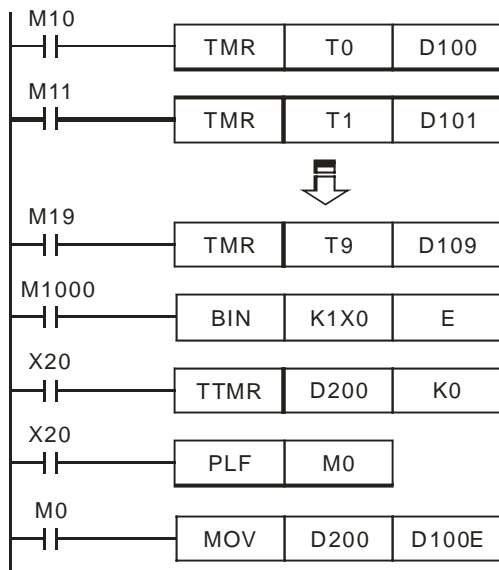 M10
TMR T0 D100
M11
TMR T1 D101
M19
TMR T9 D109
M1000
BIN K1X0 E
X20
TTMR D200 K0
X20
PLF M0
M0
MOV D200 D100E